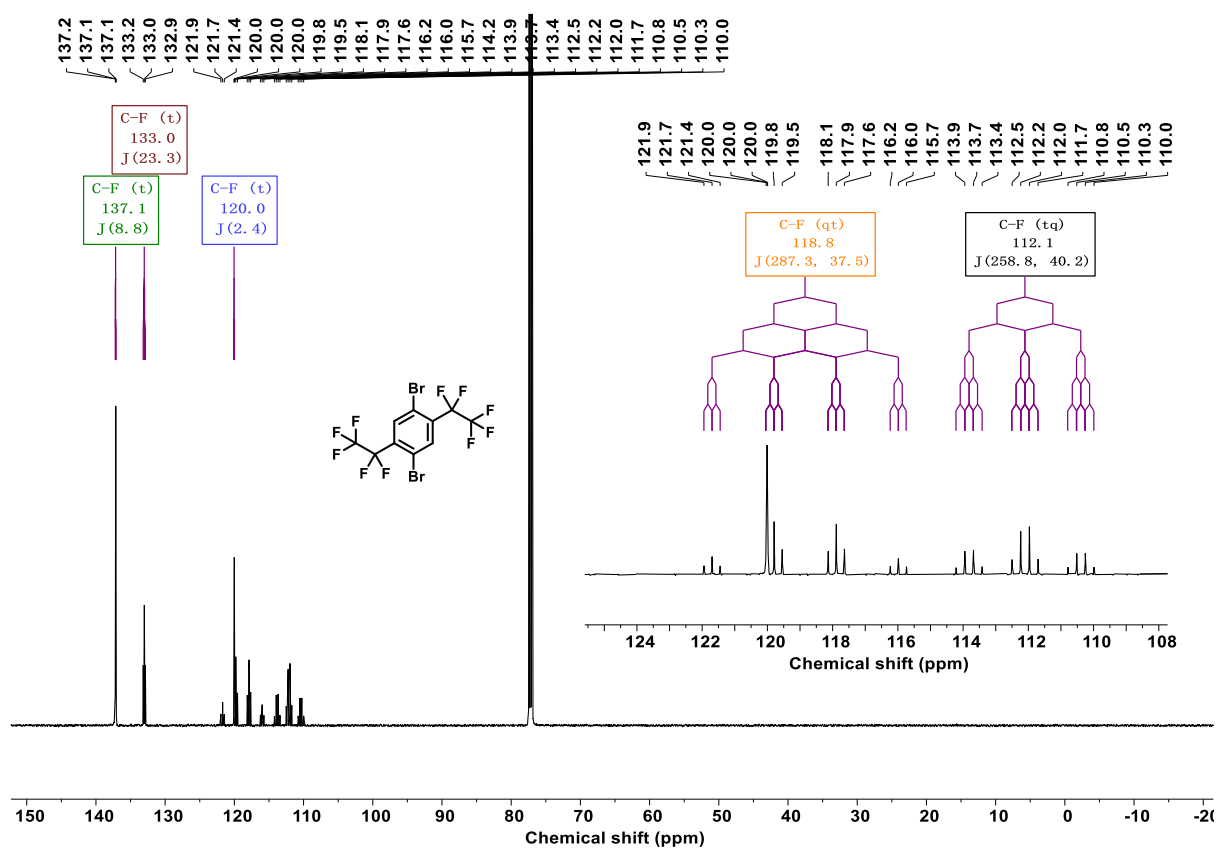 137.2
137.1
137.1
133.2
133.0
132.9
121.9
121.7
121.4
120.0
120.0
120.0
119.8
119.5
118.1
117.9
117.6
116.2
116.0
115.7
114.2
113.9
113.4
112.5
112.2
112.0
111.7
110.8
110.5
110.3
110.0
C-F (t)
133.0
J(23.3)
C-F (t)
137.1
J(8.8)
C-F (t)
120.0
J(2.4)
121.9
121.7
121.4
120.0
120.0
120.0
119.8
119.5
118.1
117.9
117.6
116.2
116.0
115.7
113.9
113.7
113.4
112.5
112.2
112.0
111.7
110.8
110.5
110.3
110.0
C-F (qt)
118.8
J(287.3, 37.5)
C-F (tq)
112.1
J(258.8, 40.2)
Br
F
F
F
F
F
F
F
F
F
F
Br
124 122 120 118 116 114 112 110 108
Chemical shift (ppm)
150 140 130 120 110 100 90 80 70 60 50 40 30 20 10 0 -10
Chemical shift (ppm)